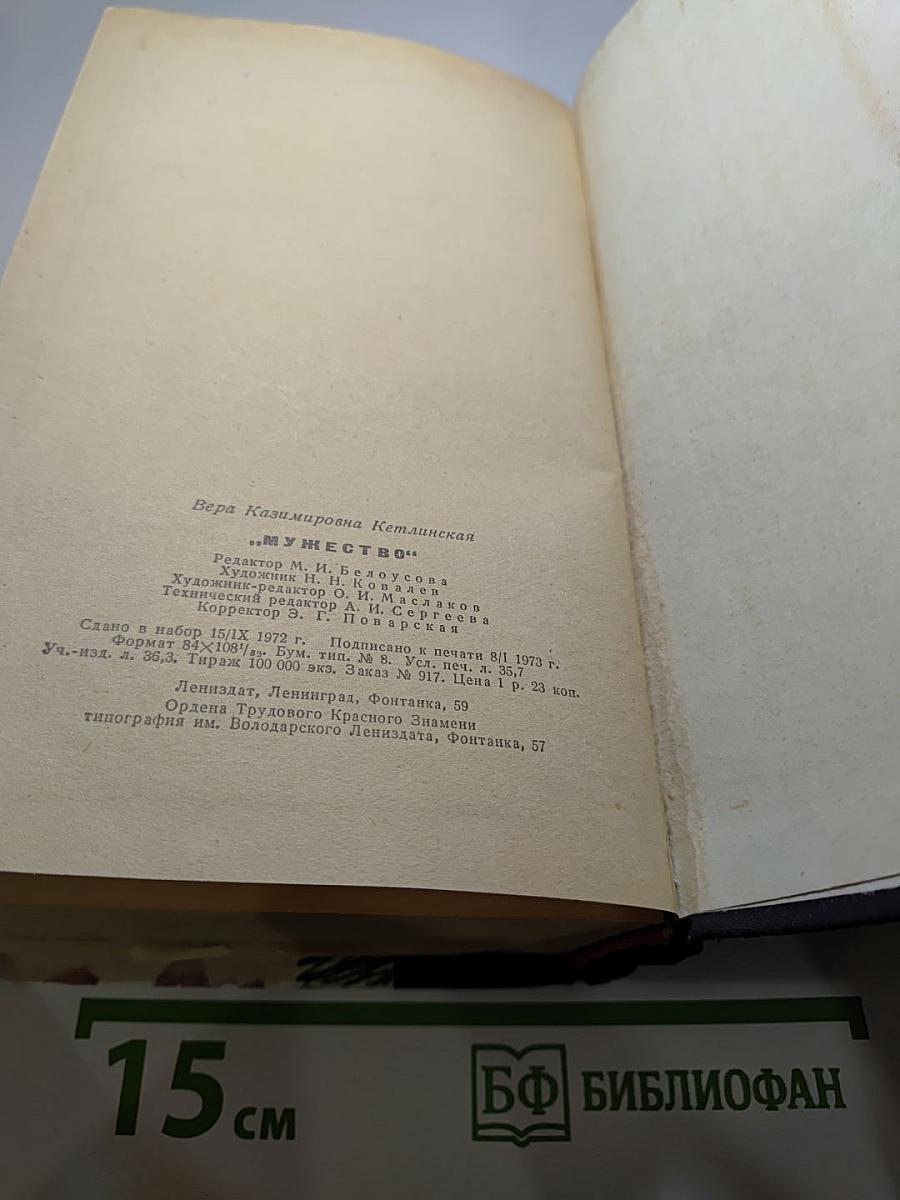 Вера Казимировна Кетлинская
„МУЖЕСТВО“
Редактор М. И. Белоусова
Художник Н. Н. Ковалев
Художник-редактор О. И. Маслаков
Технический редактор А. И. Сергеева
Корректор Э. Г. Поварская
Сдано в набор 15/IX 1972 г. Подписано к печати 8/I 1973 г.
Формат 84×108¹/₃₂. Бум. тип. № 8. Усл. печ. л. 35,7
Уч.-изд. л. 36,3. Тираж 100 000 экз. Заказ № 917. Цена 1 р. 23 коп.
Лениздат, Ленинград, Фонтанка, 59
Ордена Трудового Красного Знамени
типография им. Володарского Лениздата, Фонтанка, 57
15 см
БФ БИБЛИОФАН